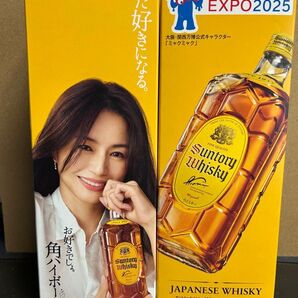 だ好きになる。
お好きでしょ。
角ハイボー
EXPO2025
大阪・関西万博公式キャラクター
「ミャクミャク」
Suntory
Whisky
Suntory
Whisky
JAPANESE WHISKY